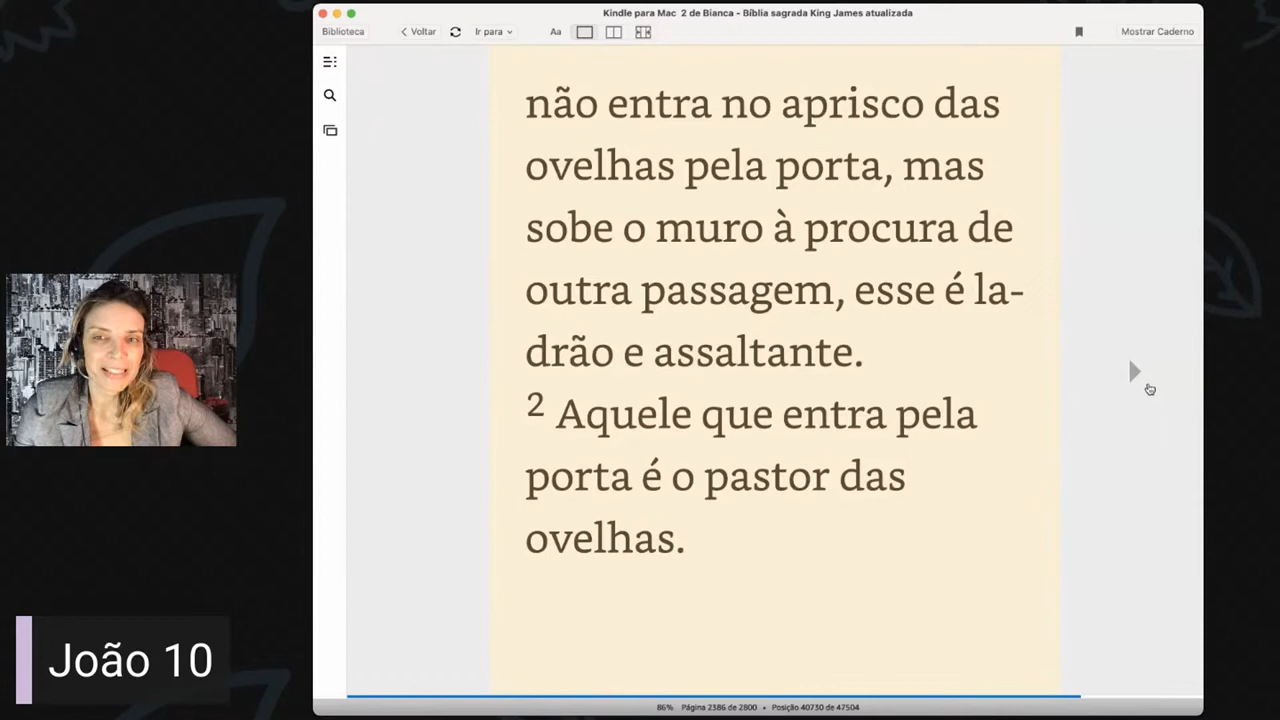 Kindle para Mac 2 de Bianca - Bíblia sagrada King James atualizada
Biblioteca
Voltar
Ir para
Aa
Mostrar Caderno
não entra no aprisco das
ovelhas pela porta, mas
sobe o muro à procura de
outra passagem, esse é la-
drão e assaltante.
2 Aquele que entra pela
porta é o pastor das
ovelhas.
João 10
86% Página 2386 de 2800 • Posição 40730 de 47504